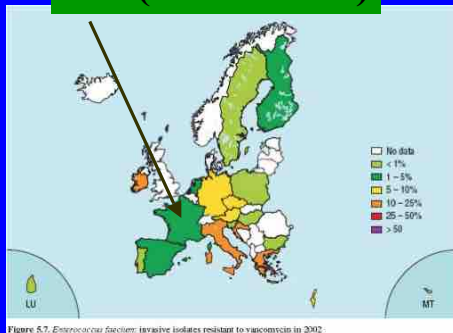 No data
< 1%
1 – 5%
5 – 10%
10 – 25%
25 – 50%
> 50
LU
MT
Figure 5.7. Enterococcus faecium: invasive isolates resistant to vancomycin in 2002